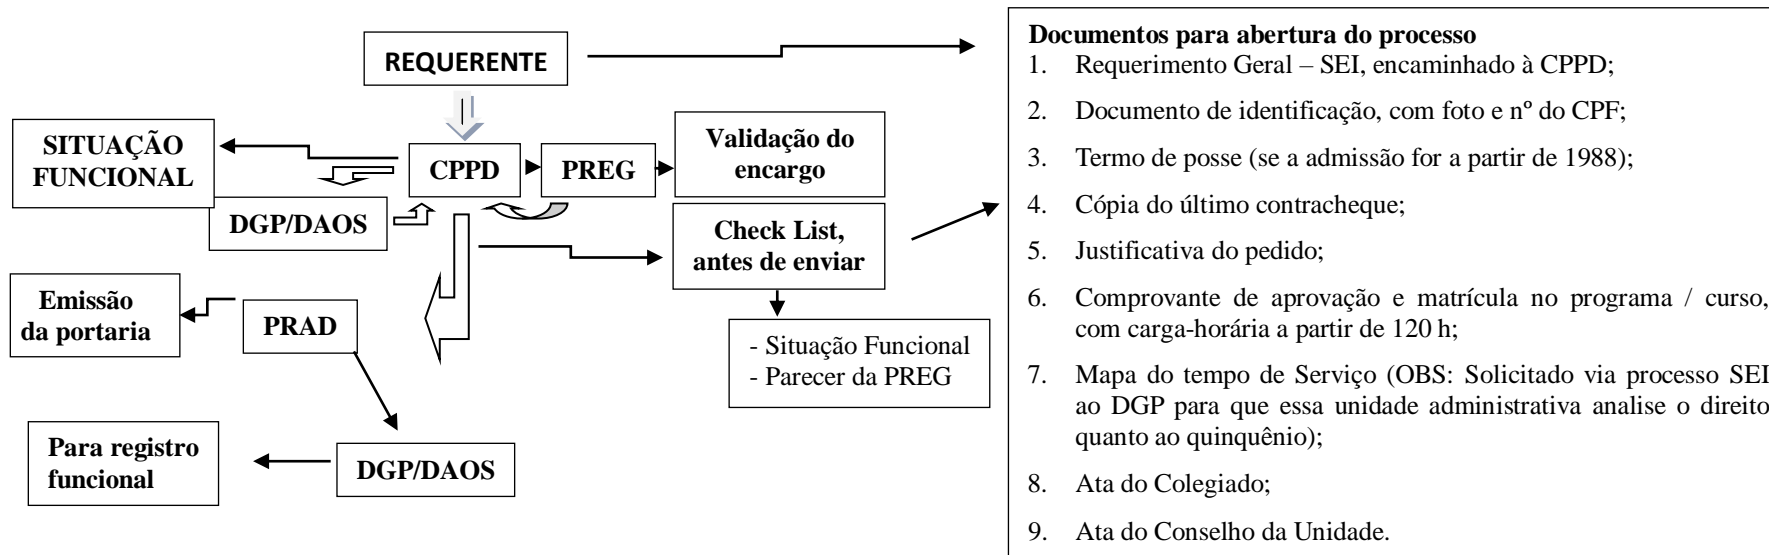 REQUERENTE
SITUAÇÃO
FUNCIONAL
CPPD
PREG
Validação do
encargo
DGP/DAOS
Check List,
antes de enviar
Emissão
da portaria
PRAD
- Situação Funcional
- Parecer da PREG
Para registro
funcional
DGP/DAOS
Documentos para abertura do processo
1. Requerimento Geral – SEI, encaminhado à CPPD;
2. Documento de identificação, com foto e nº do CPF;
3. Termo de posse (se a admissão for a partir de 1988);
4. Cópia do último contracheque;
5. Justificativa do pedido;
6. Comprovante de aprovação e matrícula no programa / curso,
com carga-horária a partir de 120 h;
7. Mapa do tempo de Serviço (OBS: Solicitado via processo SEI
ao DGP para que essa unidade administrativa analise o direito
quanto ao quinquênio);
8. Ata do Colegiado;
9. Ata do Conselho da Unidade.